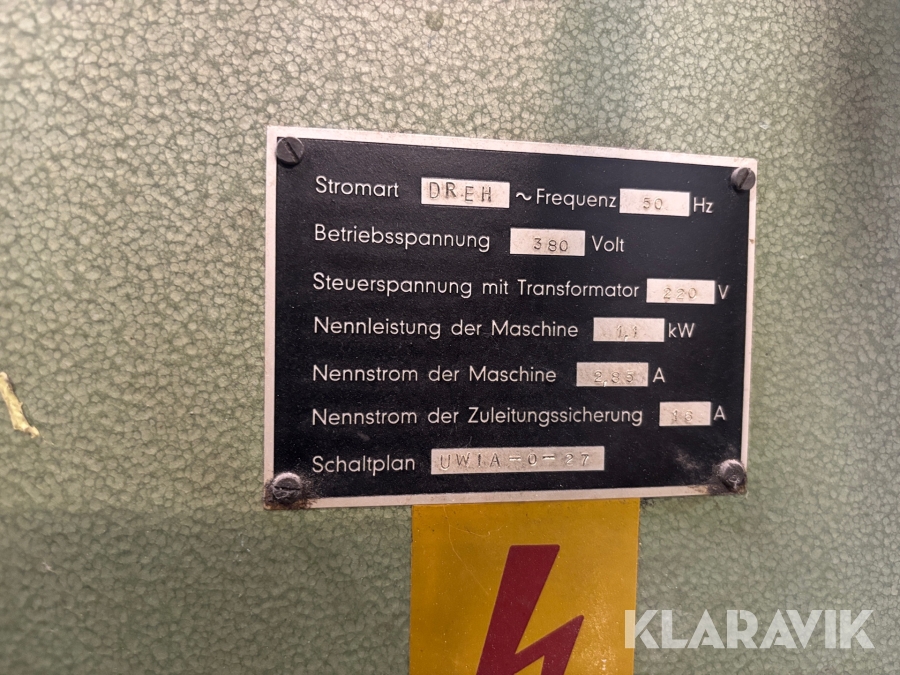 Stromart DREH ~ Frequenz 50 Hz
Betriebsspannung 380 Volt
Steuerspannung mit Transformator 220 V
Nennleistung der Maschine 1,1 kW
Nennstrom der Maschine 2,85 A
Nennstrom der Zuleitungssicherung 16 A
Schaltplan UW1A-0-27
KLARAVIK